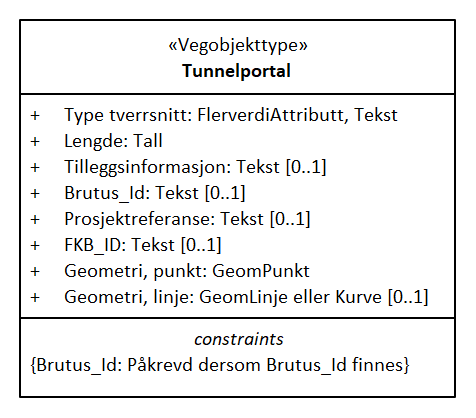 «Vegobjekttype»
Tunnelportal
+ Type tverrsnitt: FlerverdiAttributt, Tekst
+ Lengde: Tall
+ Tilleggsinformasjon: Tekst [0..1]
+ Brutus_Id: Tekst [0..1]
+ Prosjektreferanse: Tekst [0..1]
+ FKB_ID: Tekst [0..1]
+ Geometri, punkt: GeomPunkt
+ Geometri, linje: GeomLinje eller Kurve [0..1]
constraints
{Brutus_Id: Påkrevd dersom Brutus_Id finnes}